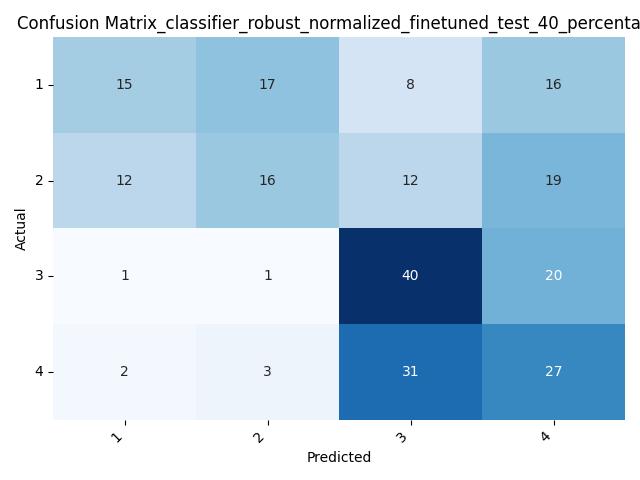 Confusion Matrix_classifier_robust_normalized_finetuned_test_40_percenta
1 15 17 8 16
2 12 16 12 19
3 1 1 40 20
4 2 3 31 27
Actual
1 2 3 4
Predicted